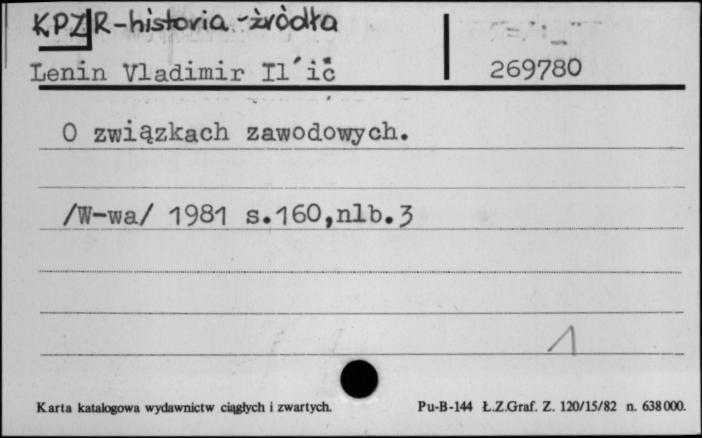 KPZR-historia-źródła
Lenin Vladimir Il´ič 269780
O związkach zawodowych.
/W-wa/ 1981 s.160,nlb.3
1
Karta katalogowa wydawnictw ciągłych i zwartych. Pu-B-144 Ł.Z.Graf. Z. 120/15/82 n. 638000.